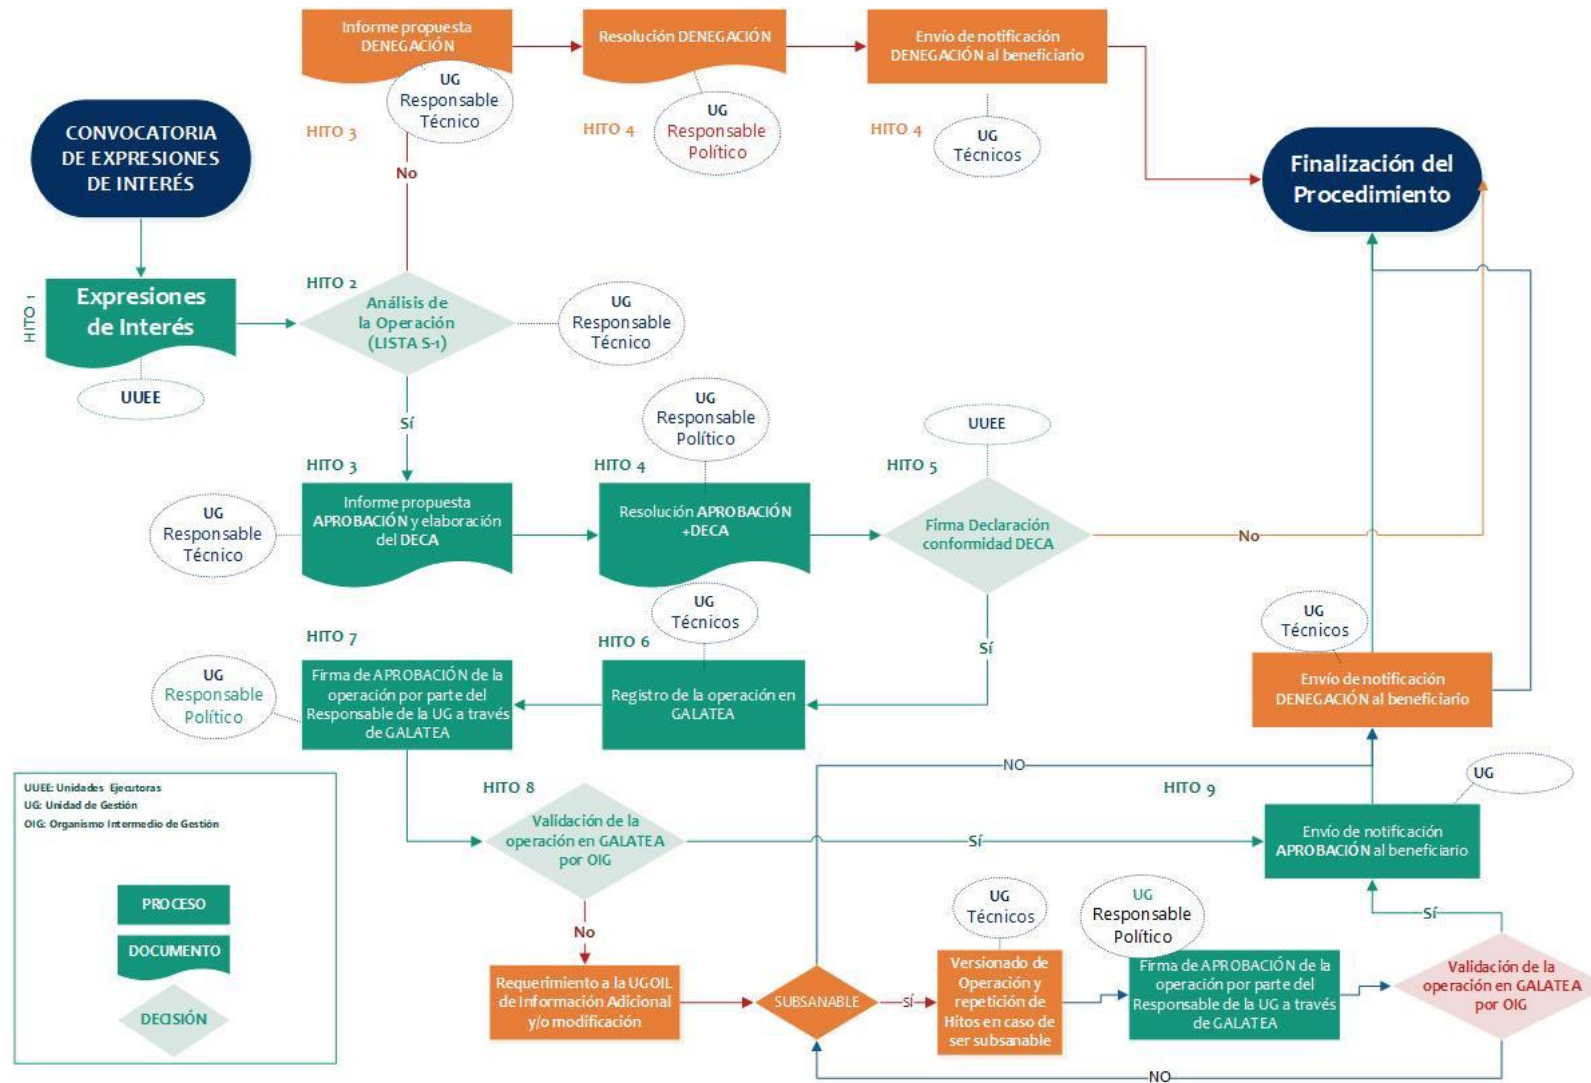 Informe propuesta
DENEGACIÓN
UG
Responsable
Técnico
HITO 3
Resolución DENEGACIÓN
UG
Responsable
Político
HITO 4
Envío de notificación
DENEGACIÓN al beneficiario
UG
Técnicos
HITO 4
CONVOCATORIA
DE EXPRESIONES
DE INTERÉS
Finalización del
Procedimiento
No
HITO 1
Expresiones
de Interés
UUEE
HITO 2
Análisis de
la Operación
(LISTA S-1)
UG
Responsable
Técnico
Sí
HITO 3
Informe propuesta
APROBACIÓN y elaboración
del DECA
UG
Responsable
Técnico
HITO 4
UG
Responsable
Político
Resolución APROBACIÓN
+DECA
HITO 5
UUEE
Firma Declaración
conformidad DECA
No
Sí
HITO 6
UG
Técnicos
Registro de la operación en
GALATEA
HITO 7
UG
Responsable
Político
Firma de APROBACIÓN de la
operación por parte del
Responsable de la UG a través
de GALATEA
UG
Técnicos
Envío de notificación
DENEGACIÓN al beneficiario
NO
HITO 8
Validación de la
operación en GALATEA
por OIG
Sí
HITO 9
UG
Envío de notificación
APROBACIÓN al beneficiario
Sí
No
Requerimiento a la UGOIL
de Información Adicional
y/o modificación
SUBSANABLE
sí
UG
Técnicos
Versionado de
Operación y
repetición de
Hitos en caso de
ser subsanable
UG
Responsable
Político
Firma de APROBACIÓN de la
operación por parte del
Responsable de la UG a través
de GALATEA
Validación de la
operación en GALATEA
por OIG
NO
UUEE: Unidades Ejecutoras
UG: Unidad de Gestión
OIG: Organismo Intermedio de Gestión
PROCESO
DOCUMENTO
DECISIÓN